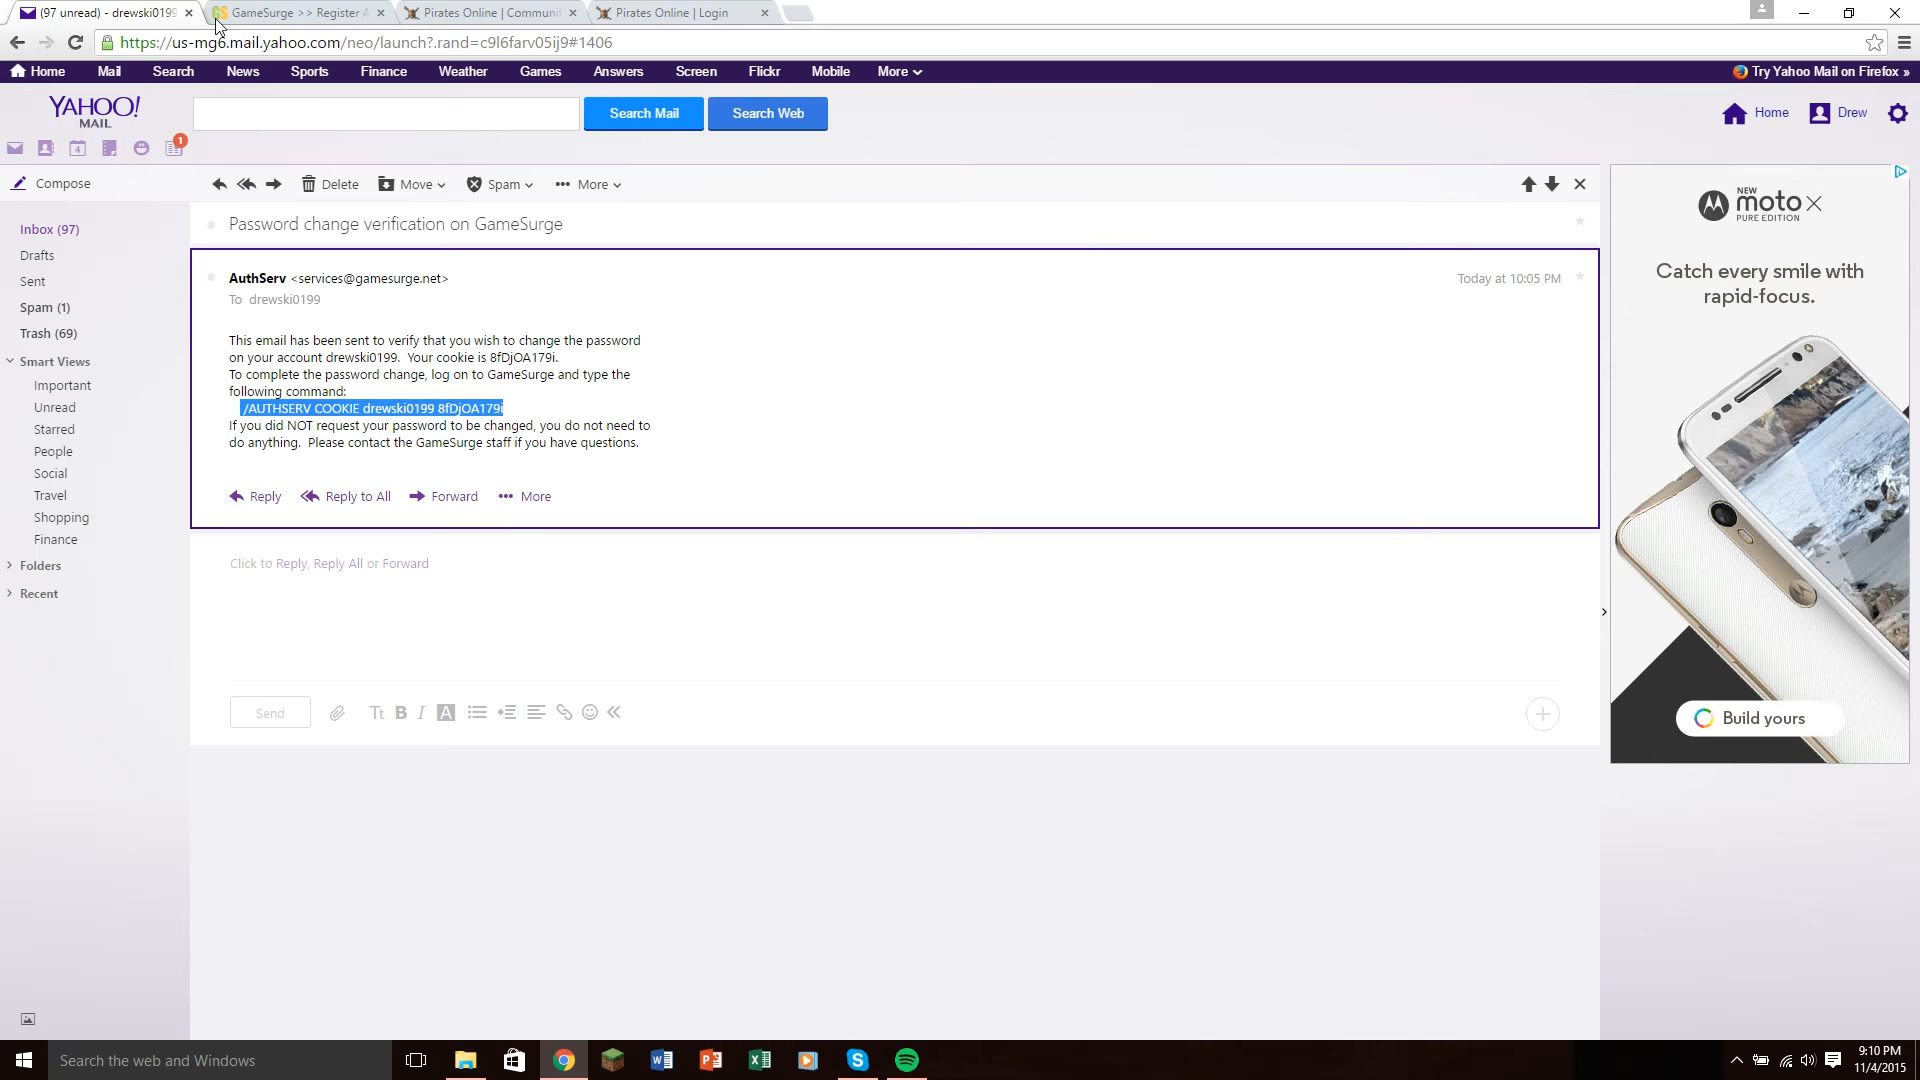 (97 unread) - drewski0199
GameSurge >> Register A
Pirates Online | Commun
Pirates Online | Login
https://us-mg6.mail.yahoo.com/neo/launch?.rand=c9l6farv05ij9#1406
Home Mail Search News Sports Finance Weather Games Answers Screen Flickr Mobile More
Try Yahoo Mail on Firefox »
YAHOO!
MAIL
Search Mail
Search Web
Home
Drew
4
1
Compose
Delete Move Spam More
Inbox (97)
Drafts
Sent
Spam (1)
Trash (69)
Smart Views
Important
Unread
Starred
People
Social
Travel
Shopping
Finance
Folders
Recent
Password change verification on GameSurge
AuthServ <services@gamesurge.net>
Today at 10:05 PM
To drewski0199
This email has been sent to verify that you wish to change the password
on your account drewski0199.  Your cookie is 8fDjOA179i.
To complete the password change, log on to GameSurge and type the
following command:
/AUTHSERV COOKIE drewski0199 8fDjOA179i
If you did NOT request your password to be changed, you do not need to
do anything.  Please contact the GameSurge staff if you have questions.
Reply Reply to All Forward More
Click to Reply, Reply All or Forward
Send
Tt B I A
NEW
moto X
PURE EDITION
Catch every smile with
rapid-focus.
Build yours
Search the web and Windows
9:10 PM
11/4/2015